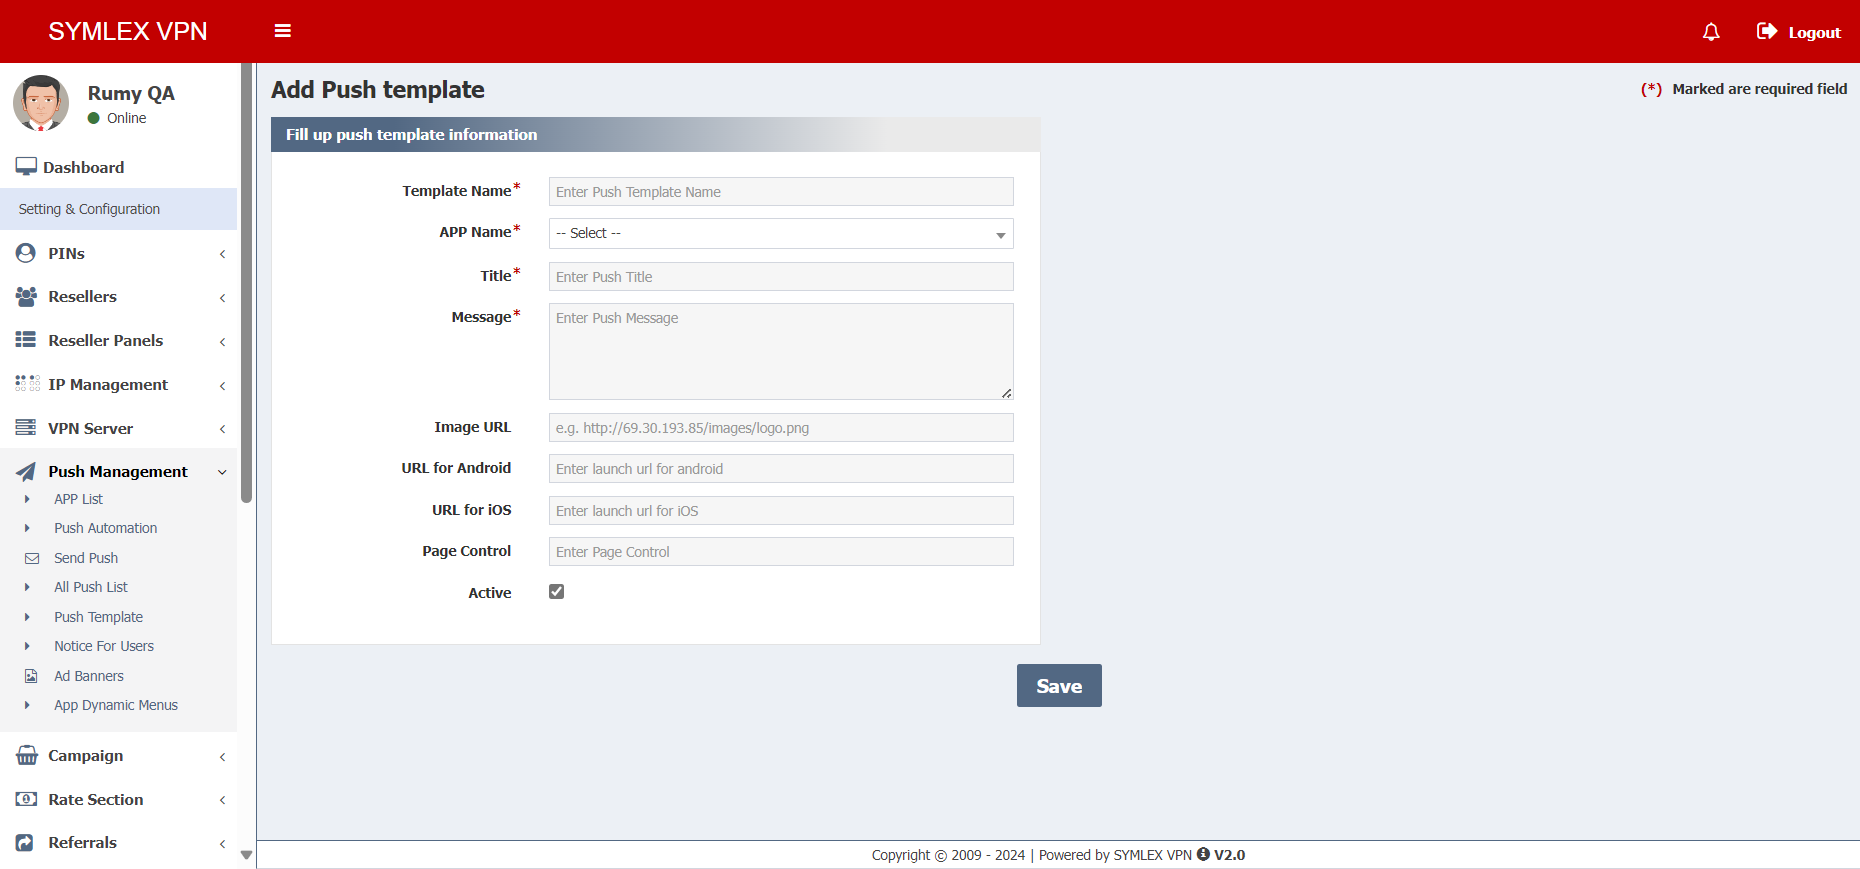 SYMLEX VPN
Logout
Rumy QA
Online
Dashboard
Setting & Configuration
PINs
Resellers
Reseller Panels
IP Management
VPN Server
Push Management
APP List
Push Automation
Send Push
All Push List
Push Template
Notice For Users
Ad Banners
App Dynamic Menus
Campaign
Rate Section
Referrals
Add Push template
(*) Marked are required field
Fill up push template information
Template Name* Enter Push Template Name
APP Name* -- Select --
Title* Enter Push Title
Message* Enter Push Message
Image URL e.g. http://69.30.193.85/images/logo.png
URL for Android Enter launch url for android
URL for iOS Enter launch url for iOS
Page Control Enter Page Control
Active
Save
Copyright © 2009 - 2024 | Powered by SYMLEX VPN V2.0